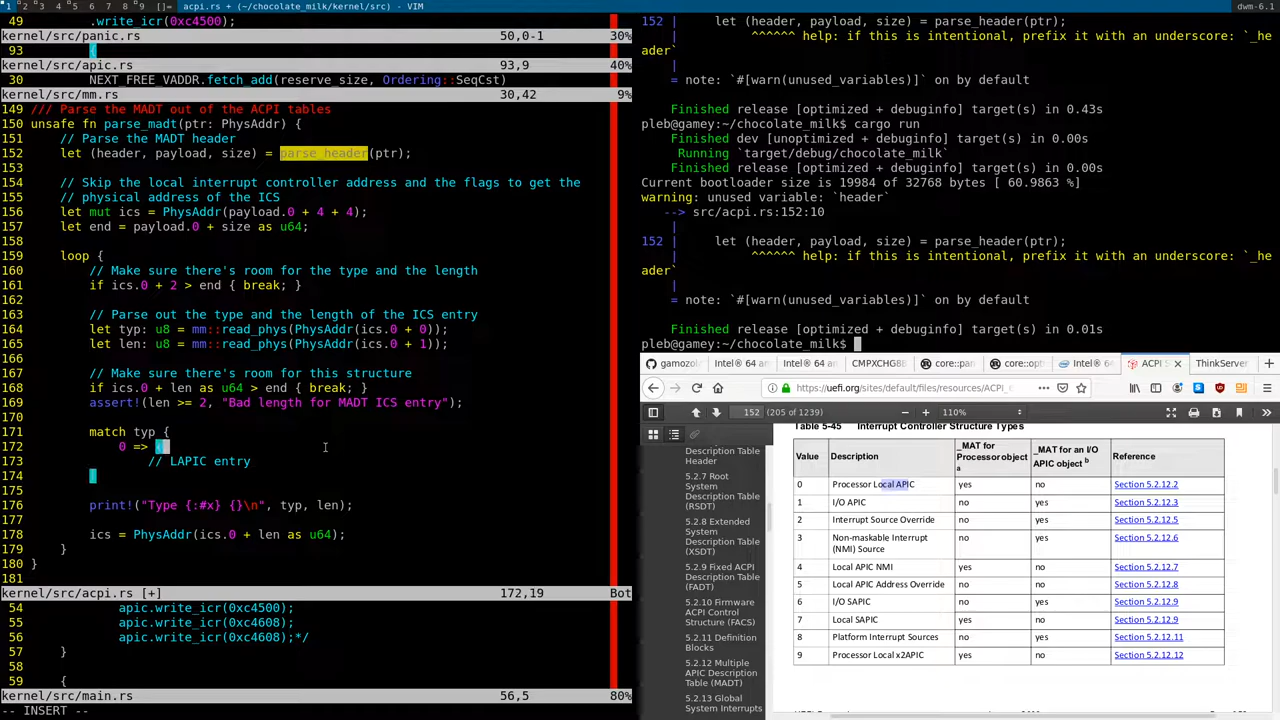 1 2 3 4 5 6 7 8 9 []= acpi.rs + (~/chocolate_milk/kernel/src) - VIM
dwm-6.1
49         .write_icr(0xc4500);
kernel/src/panic.rs 50,0-1 30%
93         {
kernel/src/apic.rs 93,9 40%
30         NEXT_FREE_VADDR.fetch_add(reserve_size, Ordering::SeqCst)
kernel/src/mm.rs 30,42 9%
149 /// Parse the MADT out of the ACPI tables
150 unsafe fn parse_madt(ptr: PhysAddr) {
151     // Parse the MADT header
152     let (header, payload, size) = parse_header(ptr);
153
154     // Skip the local interrupt controller address and the flags to get the
155     // physical address of the ICS
156     let mut ics = PhysAddr(payload.0 + 4 + 4);
157     let end = payload.0 + size as u64;
158
159     loop {
160         // Make sure there's room for the type and the length
161         if ics.0 + 2 > end { break; }
162
163         // Parse out the type and the length of the ICS entry
164         let typ: u8 = mm::read_phys(PhysAddr(ics.0 + 0));
165         let len: u8 = mm::read_phys(PhysAddr(ics.0 + 1));
166
167         // Make sure there's room for this structure
168         if ics.0 + len as u64 > end { break; }
169         assert!(len >= 2, "Bad length for MADT ICS entry");
170
171         match typ {
172             0 => {
173                 // LAPIC entry
174         }
175
176         print!("Type {:#x} {}\n", typ, len);
177
178         ics = PhysAddr(ics.0 + len as u64);
179     }
180 }
181
kernel/src/acpi.rs [+] 172,19 Bot
54             apic.write_icr(0xc4500);
55             apic.write_icr(0xc4608);
56             apic.write_icr(0xc4608);*/
57     }
58
59     {
kernel/src/main.rs 56,5 80%
-- INSERT --
152 |     let (header, payload, size) = parse_header(ptr);
    |          ^^^^^^ help: if this is intentional, prefix it with an underscore: `_he
ader`
    |
    = note: `#[warn(unused_variables)]` on by default
    Finished release [optimized + debuginfo] target(s) in 0.43s
pleb@gamey:~/chocolate_milk$ cargo run
    Finished dev [unoptimized + debuginfo] target(s) in 0.00s
     Running `target/debug/chocolate_milk`
    Finished release [optimized + debuginfo] target(s) in 0.00s
Current bootloader size is 19984 of 32768 bytes [ 60.9863 %]
warning: unused variable: `header`
   --> src/acpi.rs:152:10
    |
152 |     let (header, payload, size) = parse_header(ptr);
    |          ^^^^^^ help: if this is intentional, prefix it with an underscore: `_he
ader`
    |
    = note: `#[warn(unused_variables)]` on by default
    Finished release [optimized + debuginfo] target(s) in 0.01s
pleb@gamey:~/chocolate_milk$
gamozol Intel® 64 an Intel® 64 an CMPXCHG8B core::pan core::opt Intel® 64 ACPI S ThinkServer
https://uefi.org/sites/default/files/resources/ACPI_
152 (205 of 1239) 110%
Description Table
Header
5.2.7 Root
System
Description Table
(RSDT)
5.2.8 Extended
System
Description Table
(XSDT)
5.2.9 Fixed ACPI
Description Table
(FADT)
5.2.10 Firmware
ACPI Control
Structure (FACS)
5.2.11 Definition
Blocks
5.2.12 Multiple
APIC Description
Table (MADT)
5.2.13 Global
System Interrupts
Table 5-45 Interrupt Controller Structure Types
Value Description _MAT for Processor object a _MAT for an I/O APIC object b Reference
0 Processor Local APIC yes no Section 5.2.12.2
1 I/O APIC no yes Section 5.2.12.3
2 Interrupt Source Override no yes Section 5.2.12.5
3 Non-maskable Interrupt (NMI) Source no yes Section 5.2.12.6
4 Local APIC NMI yes no Section 5.2.12.7
5 Local APIC Address Override no no Section 5.2.12.8
6 I/O SAPIC no yes Section 5.2.12.9
7 Local SAPIC yes no Section 5.2.12.9
8 Platform Interrupt Sources no yes Section 5.2.12.11
9 Processor Local x2APIC yes no Section 5.2.12.12